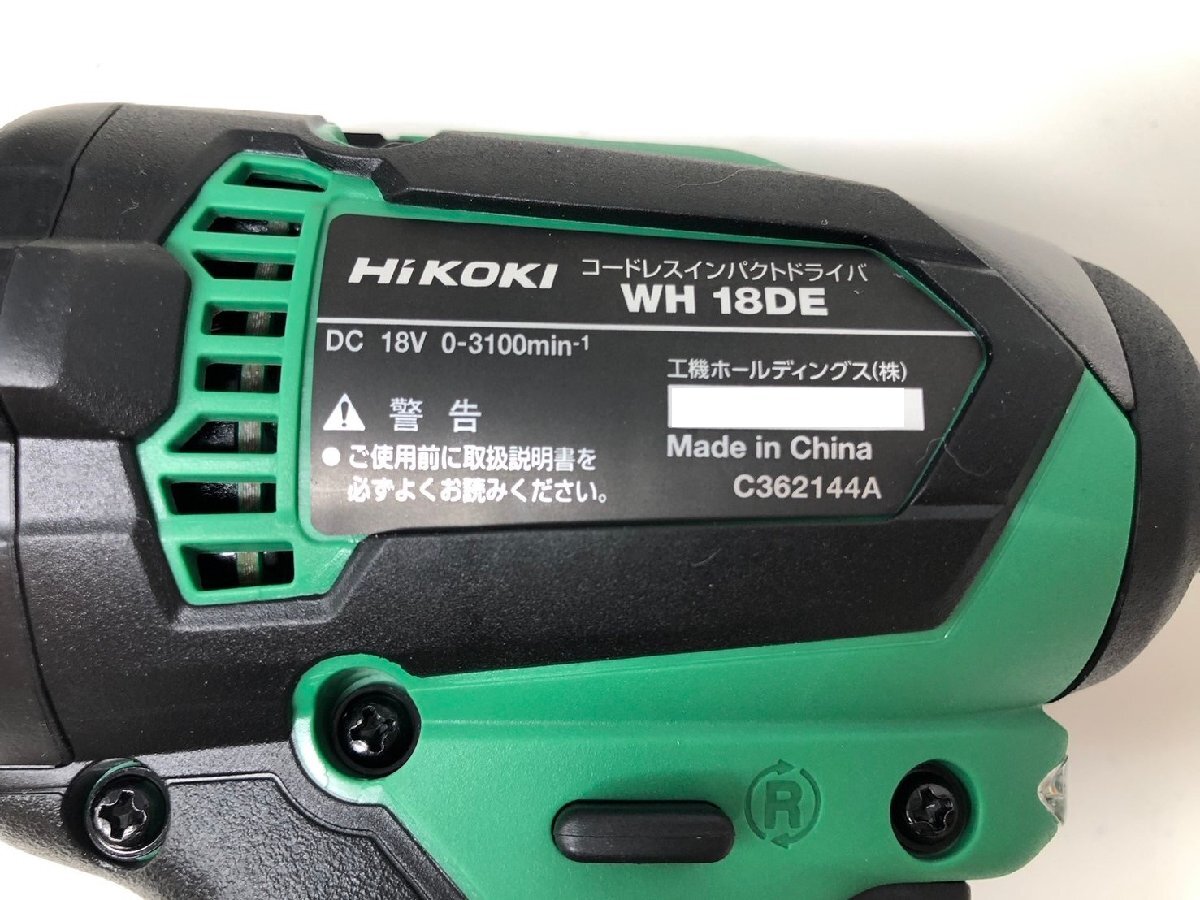 HiKOKI コードレスインパクトドライバ
WH 18DE
DC 18V 0-3100min⁻¹
工機ホールディングス(株)
警告
●ご使用前に取扱説明書を
必ずよくお読みください。
Made in China
C362144A
R